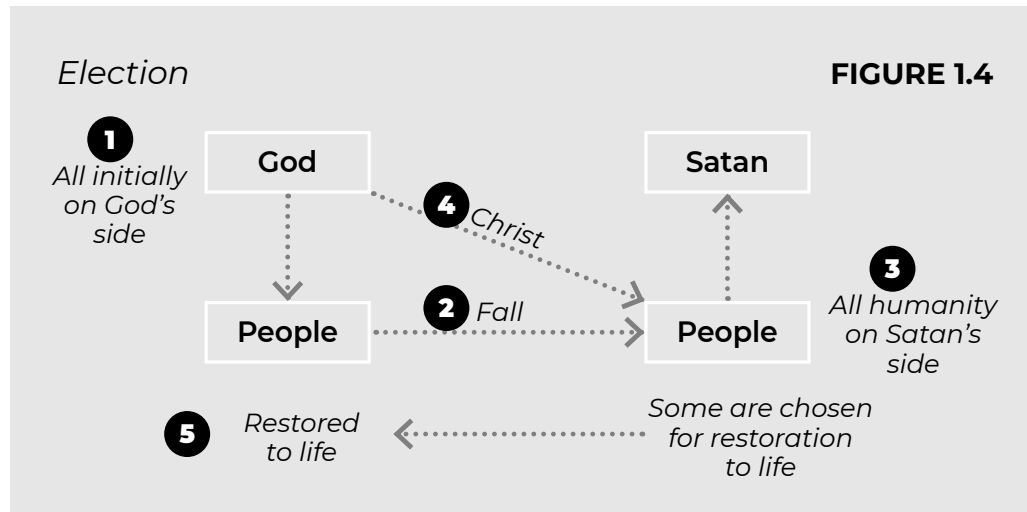 Election
FIGURE 1.4
1
All initially
on God's
side
God
Satan
4 Christ
2 Fall
People
People
3
All humanity
on Satan's
side
5
Restored
to life
Some are chosen
for restoration
to life